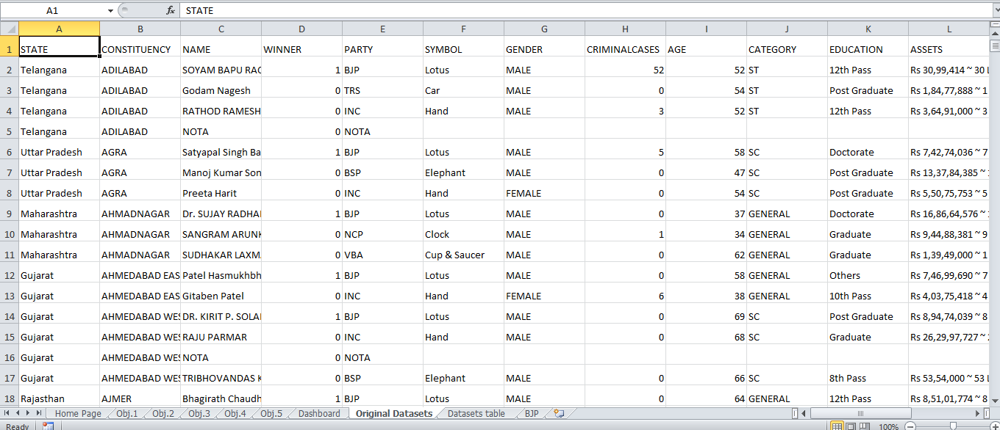 A1 fx STATE
A B C D E F G H I J K L
1 STATE CONSTITUENCY NAME WINNER PARTY SYMBOL GENDER CRIMINALCASES AGE CATEGORY EDUCATION ASSETS
2 Telangana ADILABAD SOYAM BAPU RAO 1 BJP Lotus MALE 52 52 ST 12th Pass Rs 30,99,414 ~ 30 L
3 Telangana ADILABAD Godam Nagesh 0 TRS Car MALE 0 54 ST Post Graduate Rs 1,84,77,888 ~ 1
4 Telangana ADILABAD RATHOD RAMESH 0 INC Hand MALE 3 52 ST 12th Pass Rs 3,64,91,000 ~ 3
5 Telangana ADILABAD NOTA 0 NOTA
6 Uttar Pradesh AGRA Satyapal Singh Ba 1 BJP Lotus MALE 5 58 SC Doctorate Rs 7,42,74,036 ~ 7
7 Uttar Pradesh AGRA Manoj Kumar Son 0 BSP Elephant MALE 0 47 SC Post Graduate Rs 13,37,84,385 ~
8 Uttar Pradesh AGRA Preeta Harit 0 INC Hand FEMALE 0 54 SC Post Graduate Rs 5,50,75,753 ~ 5
9 Maharashtra AHMADNAGAR Dr. SUJAY RADHA 1 BJP Lotus MALE 0 37 GENERAL Doctorate Rs 16,86,64,576 ~
10 Maharashtra AHMADNAGAR SANGRAM ARUN 0 NCP Clock MALE 1 34 GENERAL Graduate Rs 9,44,88,381 ~ 9
11 Maharashtra AHMADNAGAR SUDHAKAR LAXM 0 VBA Cup & Saucer MALE 0 62 GENERAL Graduate Rs 1,39,49,000 ~ 1
12 Gujarat AHMEDABAD EAS Patel Hasmukhbh 1 BJP Lotus MALE 0 58 GENERAL Others Rs 7,46,99,690 ~ 7
13 Gujarat AHMEDABAD EAS Gitaben Patel 0 INC Hand FEMALE 6 38 GENERAL 10th Pass Rs 4,03,75,418 ~ 4
14 Gujarat AHMEDABAD WES DR. KIRIT P. SOLA 1 BJP Lotus MALE 0 69 SC Post Graduate Rs 8,94,74,039 ~ 8
15 Gujarat AHMEDABAD WES RAJU PARMAR 0 INC Hand MALE 0 68 SC Graduate Rs 26,29,97,727 ~
16 Gujarat AHMEDABAD WES NOTA 0 NOTA
17 Gujarat AHMEDABAD WES TRIBHOVANDAS K 0 BSP Elephant MALE 0 66 SC 8th Pass Rs 53,54,000 ~ 53 L
18 Rajasthan AJMER Bhagirath Chaudh 1 BJP Lotus MALE 0 64 GENERAL 12th Pass Rs 8,51,01,774 ~ 8
Home Page Obj.1 Obj.2 Obj.3 Obj.4 Obj.5 Dashboard Original Datasets Datasets table BJP
Ready 100%